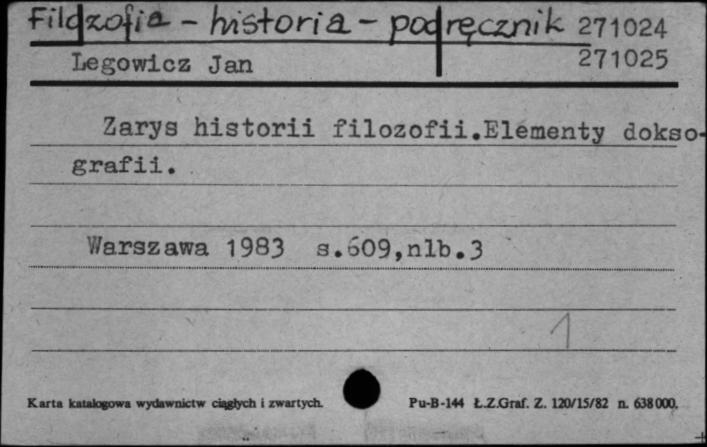 Filozofia - historia - podręcznik 271024
Legowicz Jan 271025
Zarys historii filozofii.Elementy dokso-
grafii.
Warszawa 1983 s.609,nlb.3
1
Karta katalogowa wydawnictw ciągłych i zwartych. Pu-B-144 Ł.Z.Graf. Z. 120/15/82 n. 638000.